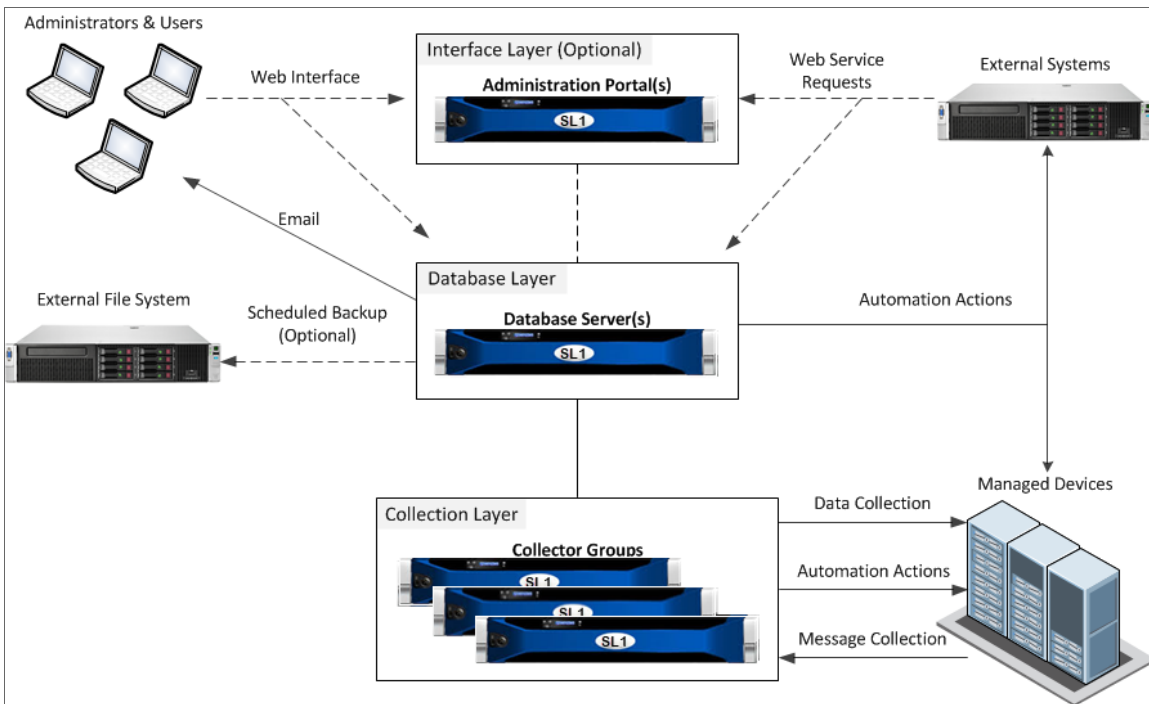 Administrators & Users
Interface Layer (Optional)
Administration Portal(s)
SL1
Web Interface
Web Service
Requests
External Systems
Email
Database Layer
Database Server(s)
SL1
External File System
Scheduled Backup
(Optional)
Automation Actions
Managed Devices
Collection Layer
Collector Groups
SL1
SL1
SL1
Data Collection
Automation Actions
Message Collection